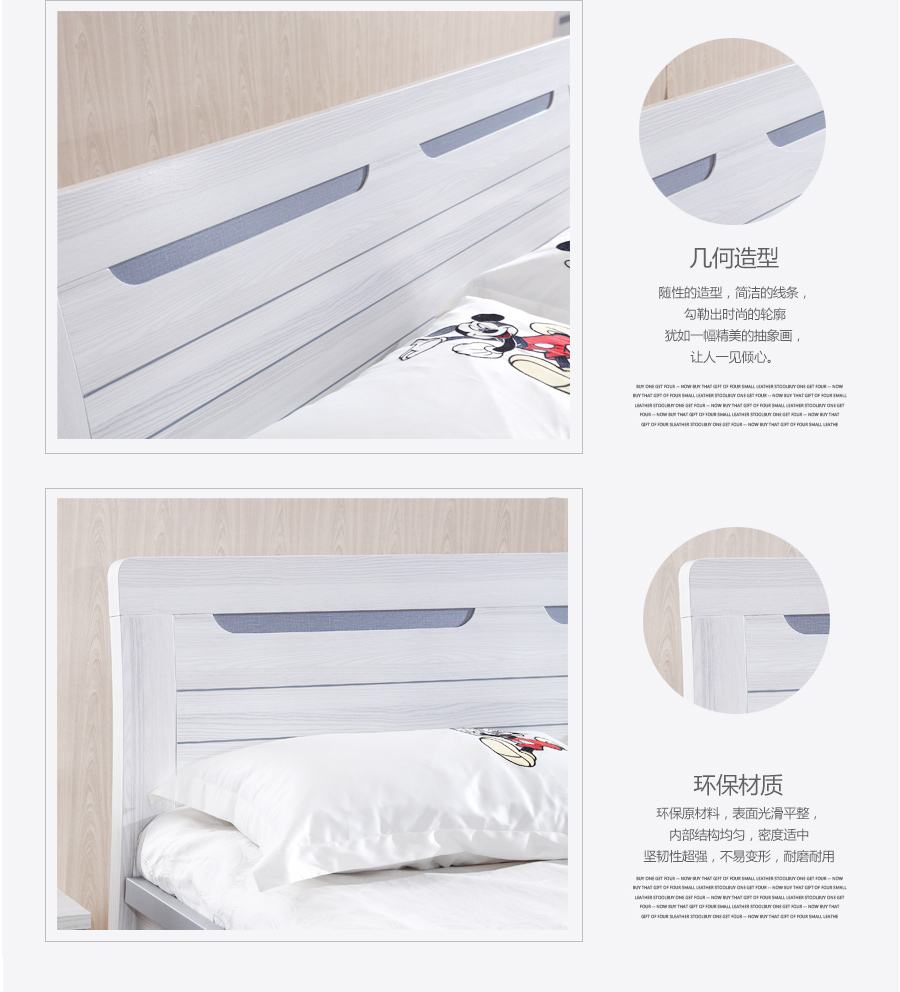 几何造型
随性的造型，简洁的线条，
勾勒出时尚的轮廓
犹如一幅精美的抽象画，
让人一见倾心。
BUY ONE GET FOUR — NOW BUY THAT GIFT OF FOUR SMALL LEATHER STOOLBUY ONE GET FOUR — NOW
BUY THAT GIFT OF FOUR SMALL LEATHER STOOLBUY ONE GET FOUR — NOW BUY THAT GIFT OF FOUR SMALL
LEATHER STOOLBUY ONE GET FOUR — NOW BUY THAT GIFT OF FOUR SMALL LEATHER STOOLBUY ONE GET
FOUR — NOW BUY THAT GIFT OF FOUR SMALL LEATHER STOOLBUY ONE GET FOUR — NOW BUY THAT
GIFT OF FOUR SLEATHER STOOLBUY ONE GET FOUR — NOW BUY THAT GIFT OF FOUR SMALL LEATHE
环保材质
环保原材料，表面光滑平整，
内部结构均匀，密度适中
坚韧性超强，不易变形，耐磨耐用
BUY ONE GET FOUR — NOW BUY THAT GIFT OF FOUR SMALL LEATHER STOOLBUY ONE GET FOUR — NOW
BUY THAT GIFT OF FOUR SMALL LEATHER STOOLBUY ONE GET FOUR — NOW BUY THAT GIFT OF FOUR SMALL
LEATHER STOOLBUY ONE GET FOUR — NOW BUY THAT GIFT OF FOUR SMALL LEATHER STOOLBUY ONE GET
FOUR — NOW BUY THAT GIFT OF FOUR SMALL LEATHER STOOLBUY ONE GET FOUR — NOW BUY THAT
GIFT OF FOUR SLEATHER STOOLBUY ONE GET FOUR — NOW BUY THAT GIFT OF FOUR SMALL LEATHE